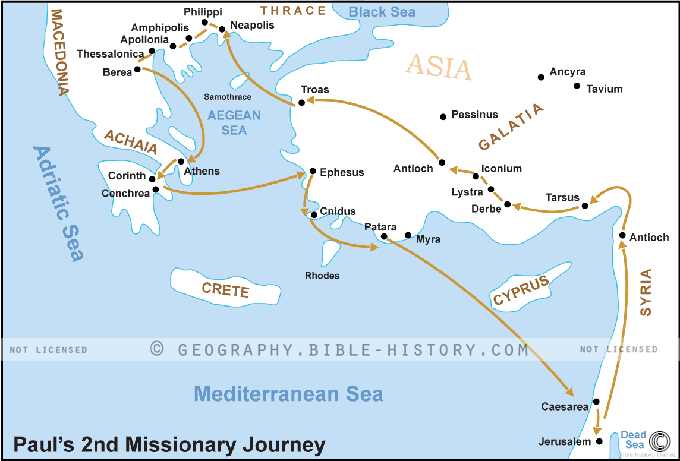 THRACE
Black Sea
Philippi
Amphipolis
Neapolis
Apollonia
MACEDONIA
Thessalonica
Berea
ASIA
Ancyra
Tavium
Troas
Samothrace
AEGEAN
SEA
Pessinus
GALATIA
ACHAIA
Adriatic Sea
Athens
Corinth
Cenchrea
Ephesus
Antioch
Iconium
Lystra
Derbe
Tarsus
Cnidus
Patara
Myra
Antioch
Rhodes
CRETE
CYPRUS
SYRIA
NOT LICENSED
© GEOGRAPHY.BIBLE-HISTORY.COM
NOT LICENSED
Mediterranean Sea
Caesarea
Jerusalem
Dead
Sea
©
Bible History Online
Paul's 2nd Missionary Journey